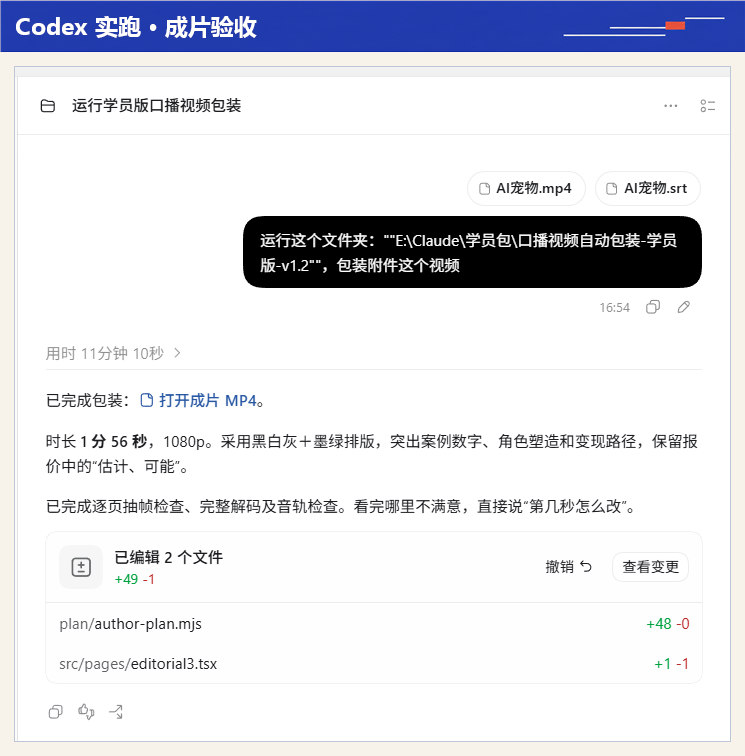 Codex 实跑 • 成片验收
运行学员版口播视频包装
AI宠物.mp4
AI宠物.srt
运行这个文件夹：""E:\Claude\学员包\口播视频自动包装-学员
版-v1.2""，包装附件这个视频
16:54
用时 11分钟 10秒
已完成包装： 打开成片 MP4。
时长 1 分 56 秒，1080p。采用黑白灰＋墨绿排版，突出案例数字、角色塑造和变现路径，保留报
价中的“估计、可能”。
已完成逐页抽帧检查、完整解码及音轨检查。看完哪里不满意，直接说“第几秒怎么改”。
已编辑 2 个文件
+49 -1
撤销
查看变更
plan/author-plan.mjs
+48 -0
src/pages/editorial3.tsx
+1 -1